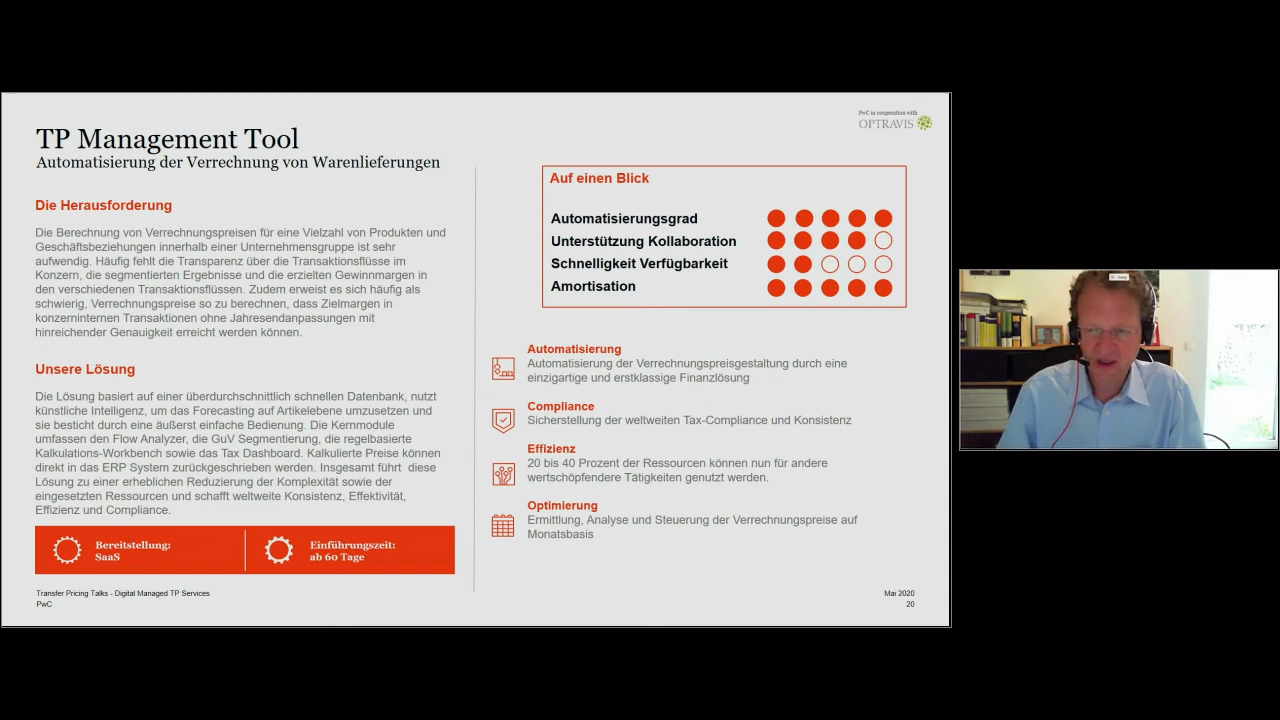 PwC in cooperation with
OPTRAVIS
TP Management Tool
Automatisierung der Verrechnung von Warenlieferungen
Die Herausforderung
Die Berechnung von Verrechnungspreisen für eine Vielzahl von Produkten und
Geschäftsbeziehungen innerhalb einer Unternehmensgruppe ist sehr
aufwendig. Häufig fehlt die Transparenz über die Transaktionsflüsse im
Konzern, die segmentierten Ergebnisse und die erzielten Gewinnmargen in
den verschiedenen Transaktionsflüssen. Zudem erweist es sich häufig als
schwierig, Verrechnungspreise so zu berechnen, dass Zielmargen in
konzerninternen Transaktionen ohne Jahresendanpassungen mit
hinreichender Genauigkeit erreicht werden können.
Unsere Lösung
Die Lösung basiert auf einer überdurchschnittlich schnellen Datenbank, nutzt
künstliche Intelligenz, um das Forecasting auf Artikelebene umzusetzen und
sie besticht durch eine äußerst einfache Bedienung. Die Kernmodule
umfassen den Flow Analyzer, die GuV Segmentierung, die regelbasierte
Kalkulations-Workbench sowie das Tax Dashboard. Kalkulierte Preise können
direkt in das ERP System zurückgeschrieben werden. Insgesamt führt diese
Lösung zu einer erheblichen Reduzierung der Komplexität sowie der
eingesetzten Ressourcen und schafft weltweite Konsistenz, Effektivität,
Effizienz und Compliance.
Bereitstellung:
SaaS
Einführungszeit:
ab 60 Tage
Auf einen Blick
Automatisierungsgrad
Unterstützung Kollaboration
Schnelligkeit Verfügbarkeit
Amortisation
Automatisierung
Automatisierung der Verrechnungspreisgestaltung durch eine
einzigartige und erstklassige Finanzlösung
Compliance
Sicherstellung der weltweiten Tax-Compliance und Konsistenz
Effizienz
20 bis 40 Prozent der Ressourcen können nun für andere
wertschöpfendere Tätigkeiten genutzt werden.
Optimierung
Ermittlung, Analyse und Steuerung der Verrechnungspreise auf
Monatsbasis
Transfer Pricing Talks - Digital Managed TP Services
PwC
Mai 2020
20